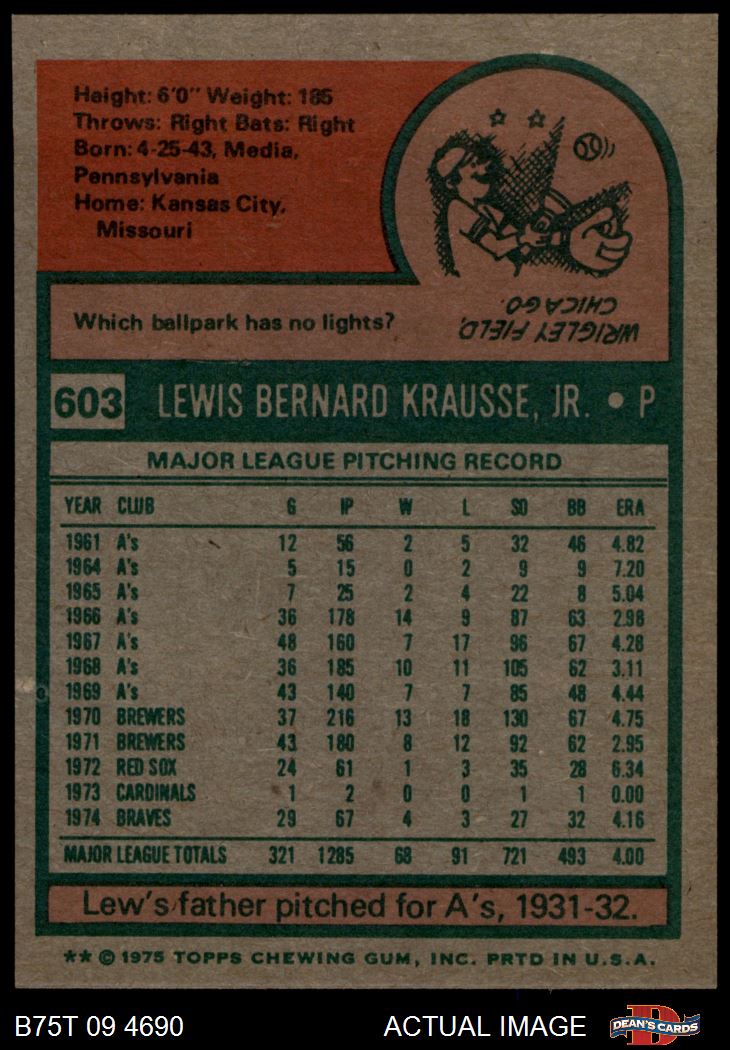 Height: 6'0" Weight: 185
Throws: Right Bats: Right
Born: 4-25-43, Media,
Pennsylvania
Home: Kansas City,
Missouri
Which ballpark has no lights?
WRIGLEY FIELD,
CHICAGO.
603 LEWIS BERNARD KRAUSSE, JR. • P
MAJOR LEAGUE PITCHING RECORD
YEAR CLUB G IP W L SO BB ERA
1961 A's 12 56 2 5 32 46 4.82
1964 A's 5 15 0 2 9 9 7.20
1965 A's 7 25 2 4 22 8 5.04
1966 A's 36 178 14 9 87 63 2.98
1967 A's 48 160 7 17 96 67 4.28
1968 A's 36 185 10 11 105 62 3.11
1969 A's 43 140 7 7 85 48 4.44
1970 BREWERS 37 216 13 18 130 67 4.75
1971 BREWERS 43 180 8 12 92 62 2.95
1972 RED SOX 24 61 1 3 35 28 6.34
1973 CARDINALS 1 2 0 0 1 1 0.00
1974 BRAVES 29 67 4 3 27 32 4.16
MAJOR LEAGUE TOTALS 321 1285 68 91 721 493 4.00
Lew's father pitched for A's, 1931-32.
** © 1975 TOPPS CHEWING GUM, INC. PRTD IN U.S.A.
B75T 09 4690 ACTUAL IMAGE D DEAN'S CARDS